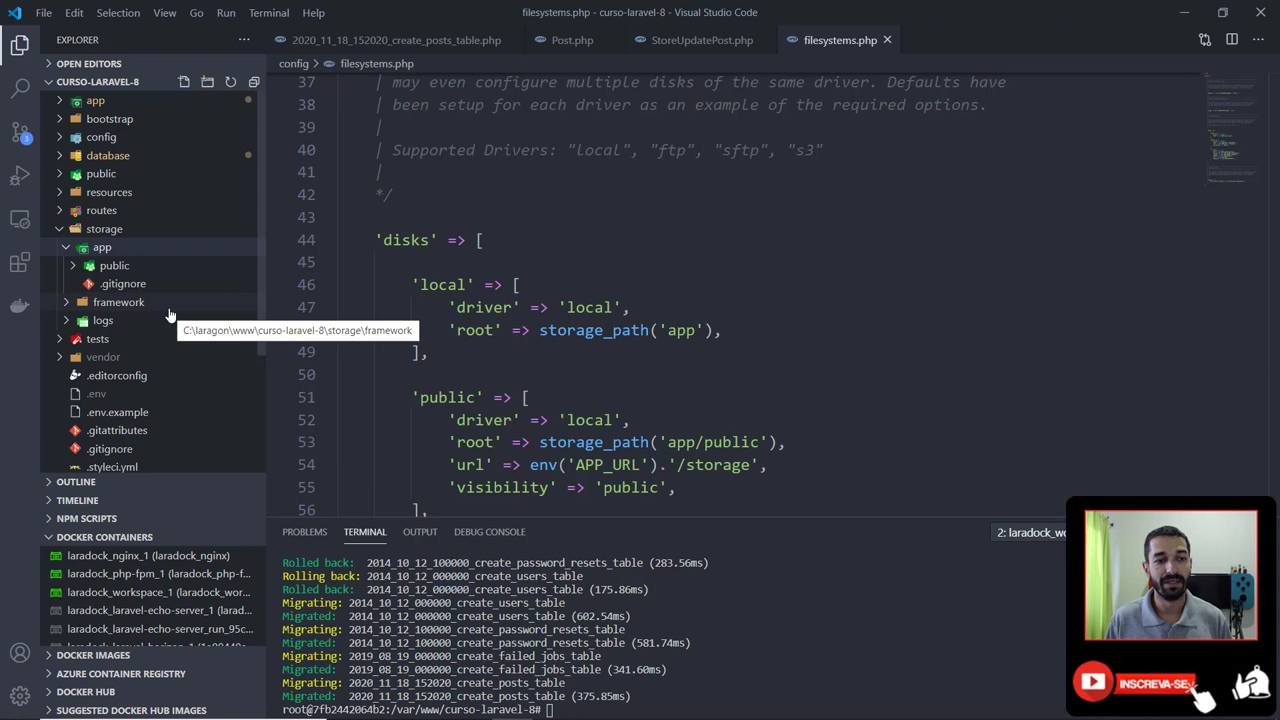 File Edit Selection View Go Run Terminal Help
filesystems.php - curso-laravel-8 - Visual Studio Code
EXPLORER
2020_11_18_152020_create_posts_table.php
Post.php
StoreUpdatePost.php
filesystems.php
OPEN EDITORS
CURSO-LARAVEL-8
app
bootstrap
config
database
public
resources
routes
storage
app
public
.gitignore
framework
logs
tests
vendor
.editorconfig
.env
.env.example
.gitattributes
.gitignore
.styleci.yml
C:\laragon\www\curso-laravel-8\storage\framework
OUTLINE
TIMELINE
NPM SCRIPTS
DOCKER CONTAINERS
laradock_nginx_1 (laradock_nginx)
laradock_php-fpm_1 (laradock_php-f...
laradock_workspace_1 (laradock_wor...
laradock_laravel-echo-server_1 (larad...
laradock_laravel-echo-server_run_95c...
DOCKER IMAGES
AZURE CONTAINER REGISTRY
DOCKER HUB
SUGGESTED DOCKER HUB IMAGES
3
config > filesystems.php
37 | may even configure multiple disks of the same driver. Defaults have
38 | been setup for each driver as an example of the required options.
39 |
40 | Supported Drivers: "local", "ftp", "sftp", "s3"
41 |
42 */
43
44 'disks' => [
45
46 'local' => [
47 'driver' => 'local',
48 'root' => storage_path('app'),
49 ],
50
51 'public' => [
52 'driver' => 'local',
53 'root' => storage_path('app/public'),
54 'url' => env('APP_URL').'/storage',
55 'visibility' => 'public',
56 ],
PROBLEMS TERMINAL OUTPUT DEBUG CONSOLE
2: laradock_wo
Rolled back: 2014_10_12_100000_create_password_resets_table (283.56ms)
Rolling back: 2014_10_12_000000_create_users_table
Rolled back: 2014_10_12_000000_create_users_table (175.86ms)
Migrating: 2014_10_12_000000_create_users_table
Migrated: 2014_10_12_000000_create_users_table (602.54ms)
Migrating: 2014_10_12_100000_create_password_resets_table
Migrated: 2014_10_12_100000_create_password_resets_table (581.74ms)
Migrating: 2019_08_19_000000_create_failed_jobs_table
Migrated: 2019_08_19_000000_create_failed_jobs_table (341.60ms)
Migrating: 2020_11_18_152020_create_posts_table
Migrated: 2020_11_18_152020_create_posts_table (375.85ms)
root@7fb2442064b2:/var/www/curso-laravel-8#
INSCREVA-SE